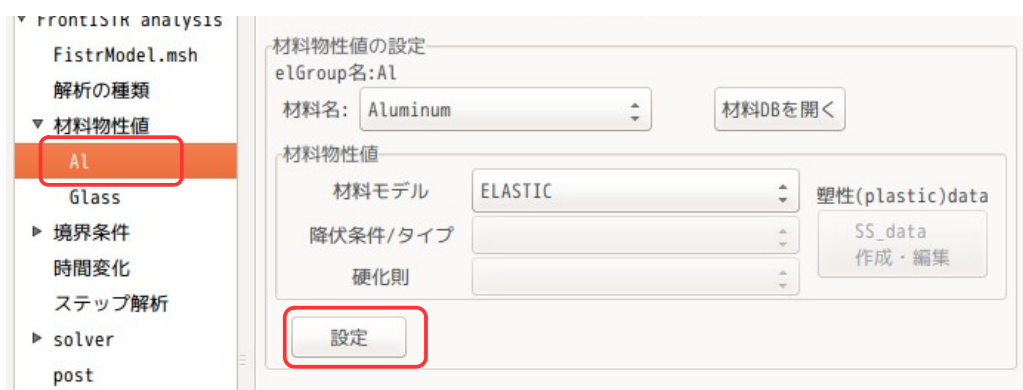 FrontISTR analysis
FistrModel.msh
解析の種類
材料物性値
Al
Glass
境界条件
時間変化
ステップ解析
solver
post
材料物性値の設定
elGroup名:Al
材料名: Aluminum 材料DBを開く
材料物性値
材料モデル ELASTIC 塑性(plastic)data
降伏条件/タイプ SS_data
作成・編集
硬化則
設定